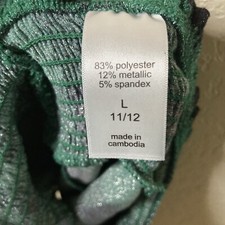 83% polyester
12% metallic
5% spandex
L
11/12
made in
cambodia